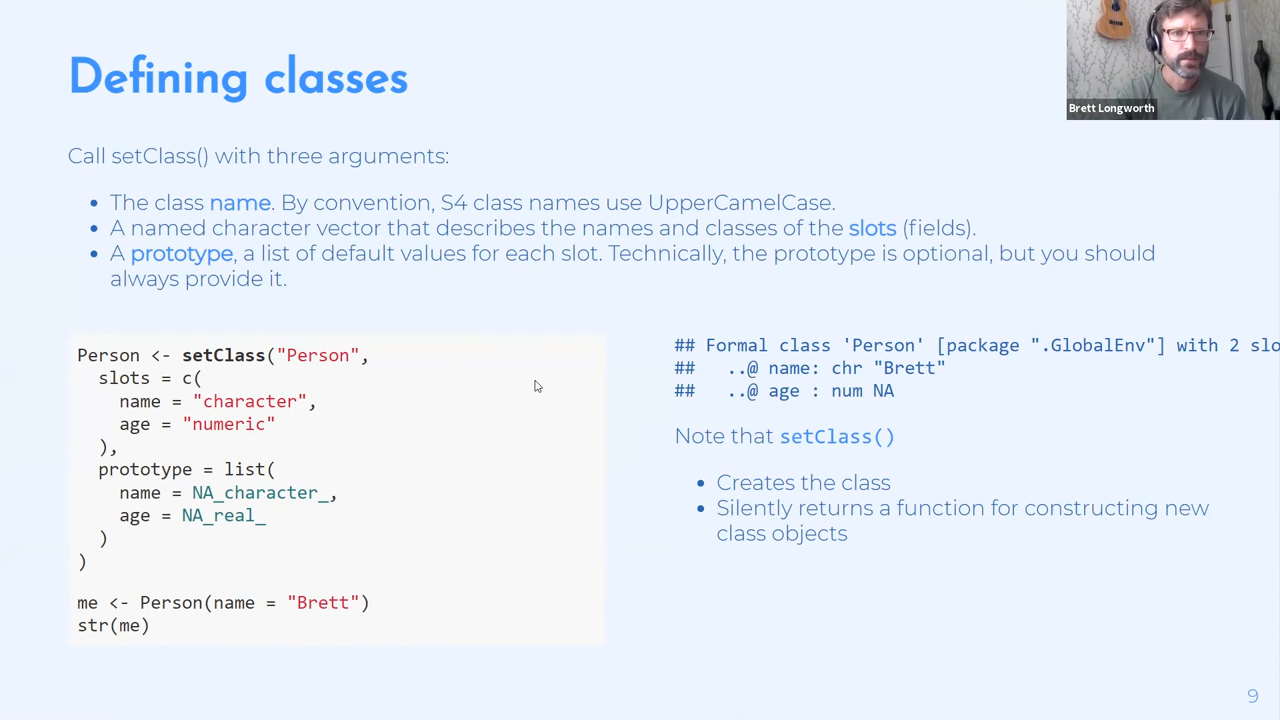 Defining classes
Brett Longworth
Call setClass() with three arguments:
• The class name. By convention, S4 class names use UpperCamelCase.
• A named character vector that describes the names and classes of the slots (fields).
• A prototype, a list of default values for each slot. Technically, the prototype is optional, but you should
always provide it.
Person <- setClass("Person",
  slots = c(
    name = "character",
    age = "numeric"
  ),
  prototype = list(
    name = NA_character_,
    age = NA_real_
  )
)
me <- Person(name = "Brett")
str(me)
## Formal class 'Person' [package ".GlobalEnv"] with 2 slo
##   ..@ name: chr "Brett"
##   ..@ age : num NA
Note that setClass()
• Creates the class
• Silently returns a function for constructing new
class objects
9